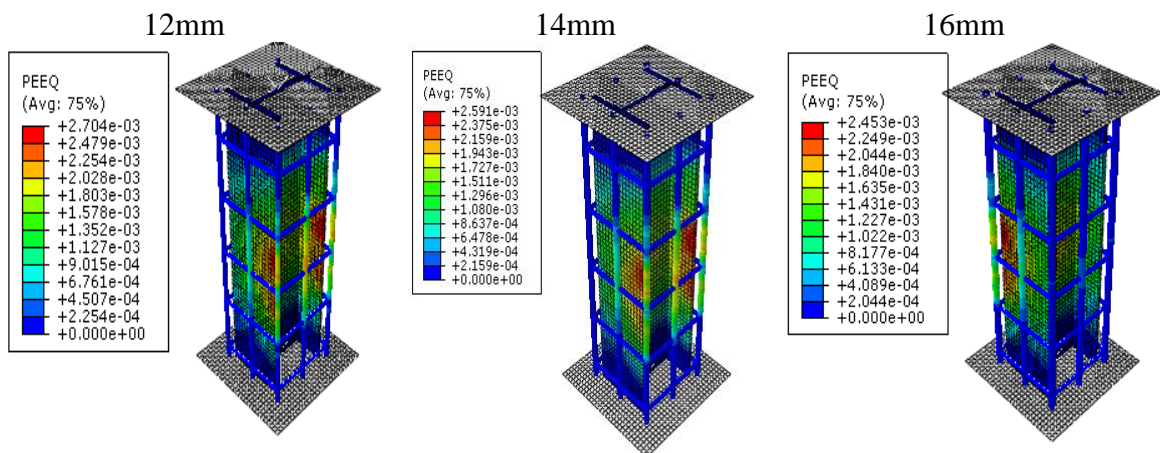 12mm
14mm
16mm
PEEQ
(Avg: 75%)
+2.704e-03
+2.479e-03
+2.254e-03
+2.028e-03
+1.803e-03
+1.578e-03
+1.352e-03
+1.127e-03
+9.015e-04
+6.761e-04
+4.507e-04
+2.254e-04
+0.000e+00
PEEQ
(Avg: 75%)
+2.591e-03
+2.375e-03
+2.159e-03
+1.943e-03
+1.727e-03
+1.511e-03
+1.296e-03
+1.080e-03
+8.637e-04
+6.478e-04
+4.319e-04
+2.159e-04
+0.000e+00
PEEQ
(Avg: 75%)
+2.453e-03
+2.249e-03
+2.044e-03
+1.840e-03
+1.635e-03
+1.431e-03
+1.227e-03
+1.022e-03
+8.177e-04
+6.133e-04
+4.089e-04
+2.044e-04
+0.000e+00